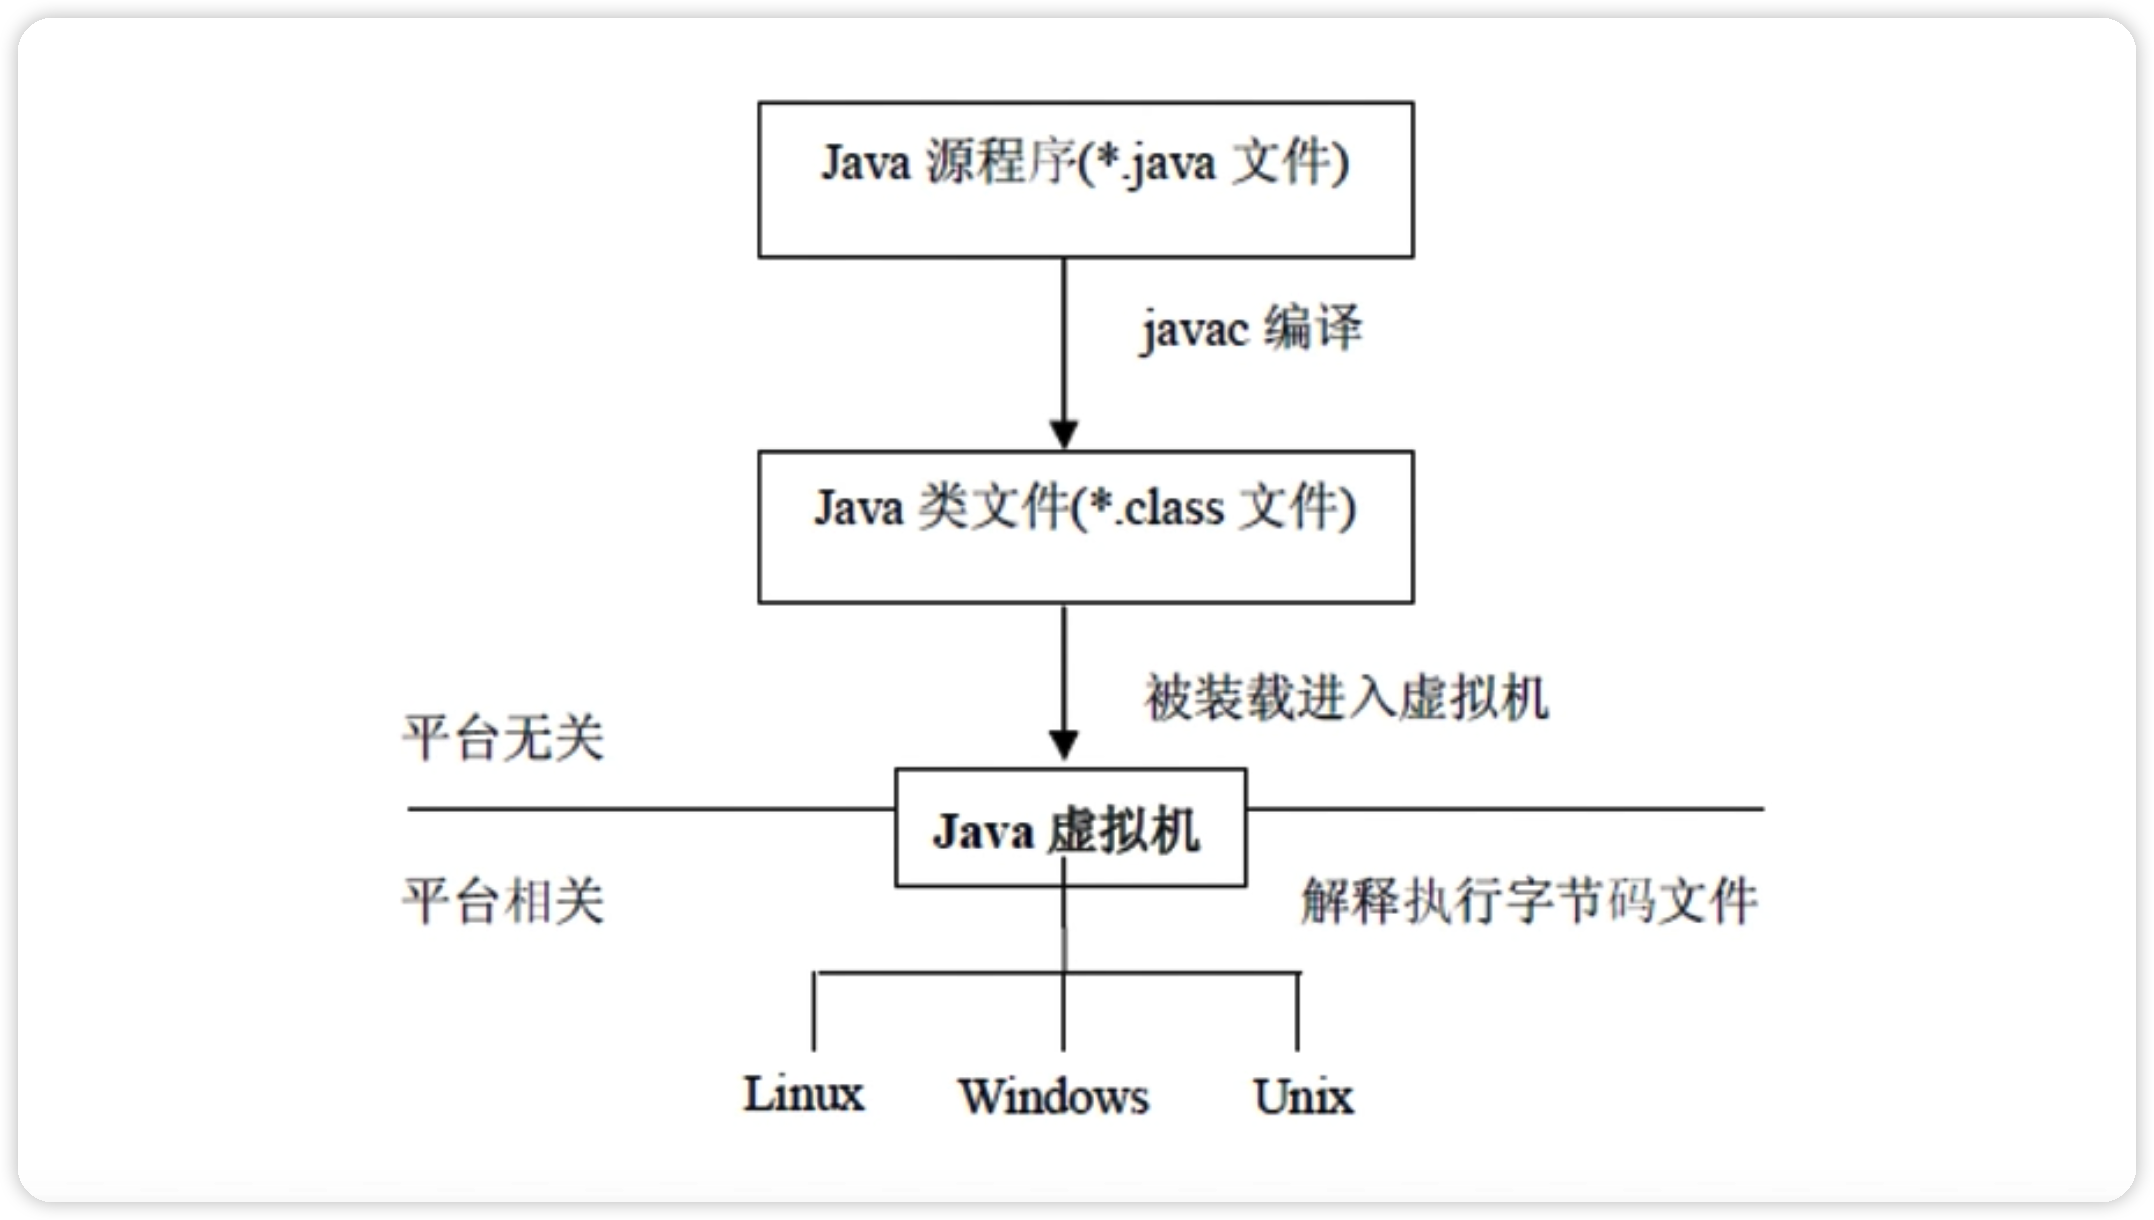 Java 源程序(*.java 文件)
javac 编译
Java 类文件(*.class 文件)
被装载进入虚拟机
平台无关
Java 虚拟机
平台相关
解释执行字节码文件
Linux Windows Unix